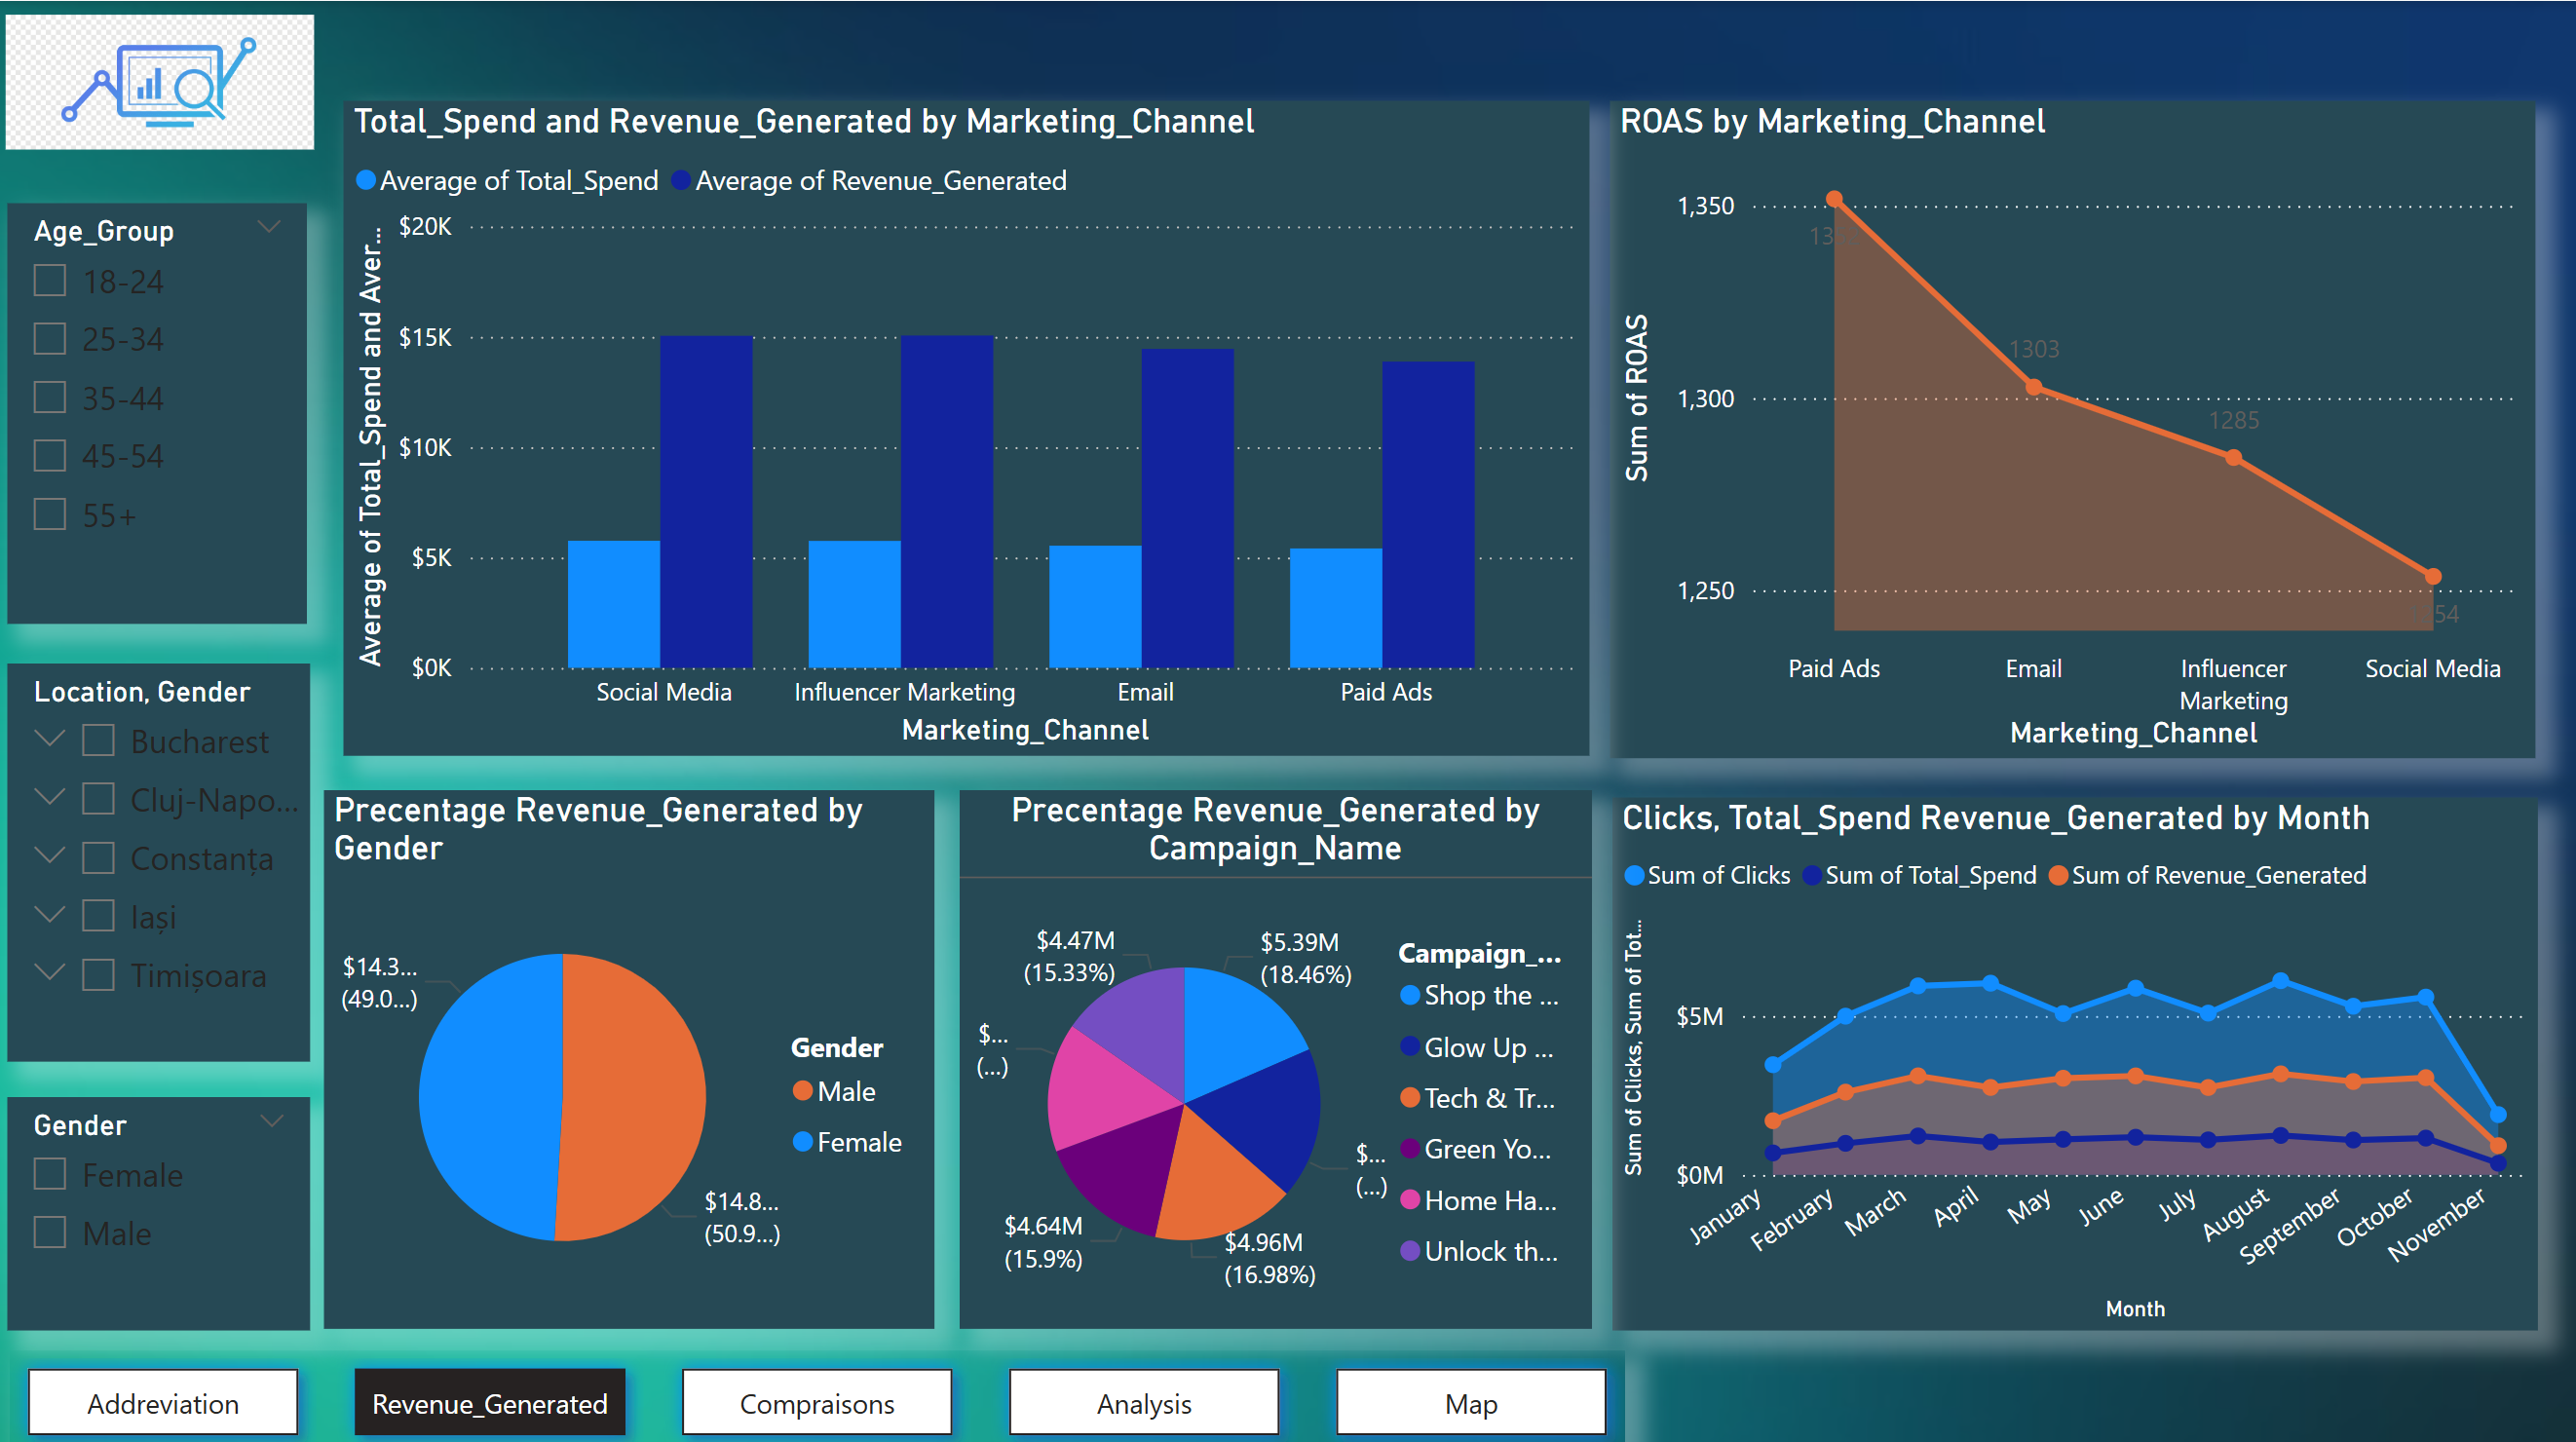 Age_Group
18-24
25-34
35-44
45-54
55+
Location, Gender
Bucharest
Cluj-Napo...
Constanța
Iași
Timișoara
Gender
Female
Male
Total_Spend and Revenue_Generated by Marketing_Channel
Average of Total_Spend Average of Revenue_Generated
Average of Total_Spend and Aver...
$20K
$15K
$10K
$5K
$0K
Social Media Influencer Marketing Email Paid Ads
Marketing_Channel
ROAS by Marketing_Channel
Sum of ROAS
1,350
1,300
1,250
1303
1285
54
Paid Ads Email Influencer Social Media
Marketing
Marketing_Channel
Precentage Revenue_Generated by
Gender
$14.3...
(49.0...)
$14.8...
(50.9...)
Gender
Male
Female
Precentage Revenue_Generated by
Campaign_Name
$4.47M
(15.33%)
$5.39M
(18.46%)
$...
(...)
$...
(...)
$4.64M
(15.9%)
$4.96M
(16.98%)
Campaign_...
Shop the ...
Glow Up ...
Tech & Tr...
Green Yo...
Home Ha...
Unlock th...
Clicks, Total_Spend Revenue_Generated by Month
Sum of Clicks Sum of Total_Spend Sum of Revenue_Generated
Sum of Clicks, Sum of Tot...
$5M
$0M
January February March April May June July August September October November
Month
Addreviation Revenue_Generated Compraisons Analysis Map